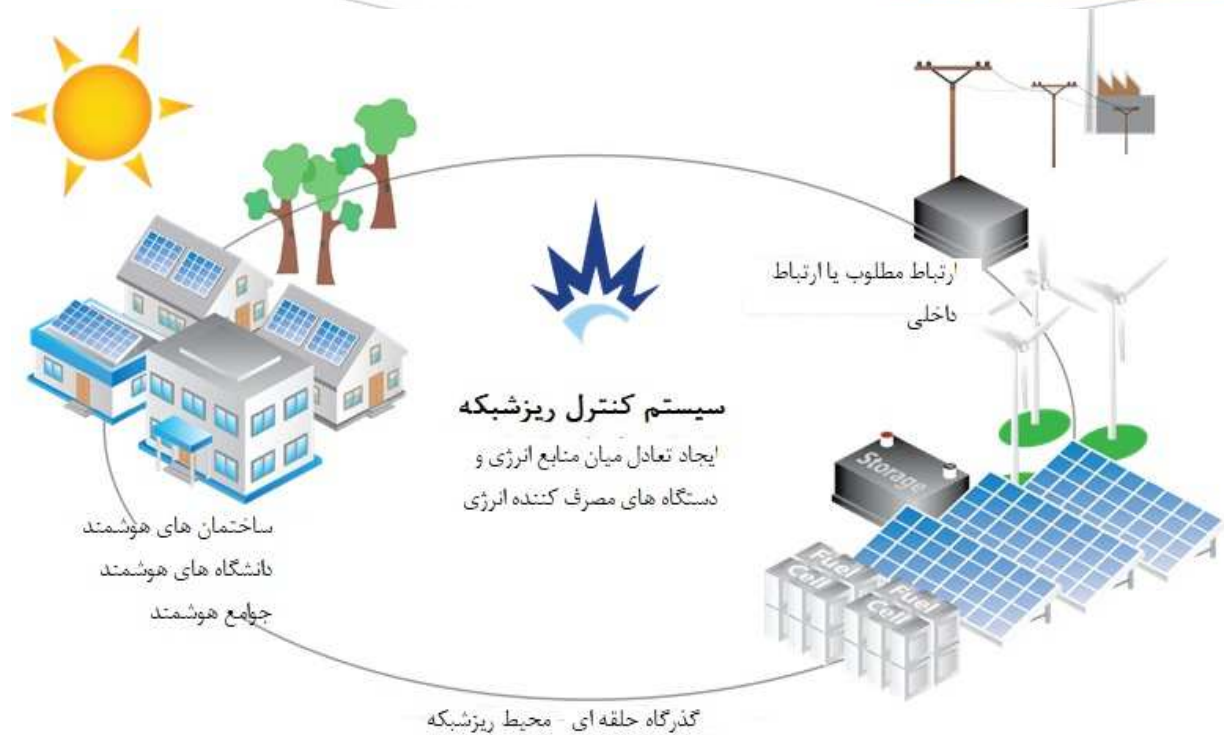 ارتباط مطلوب یا ارتباط
داخلی
سیستم کنترل ریزشبکه
ایجاد تعادل میان منابع انرژی و
دستگاه های مصرف کننده انرژی
Storage
ساختمان های هوشمند
دانشگاه های هوشمند
جوامع هوشمند
Fuel
Cell
Fuel
Cell
گذرگاه حلقه ای - محیط ریزشبکه